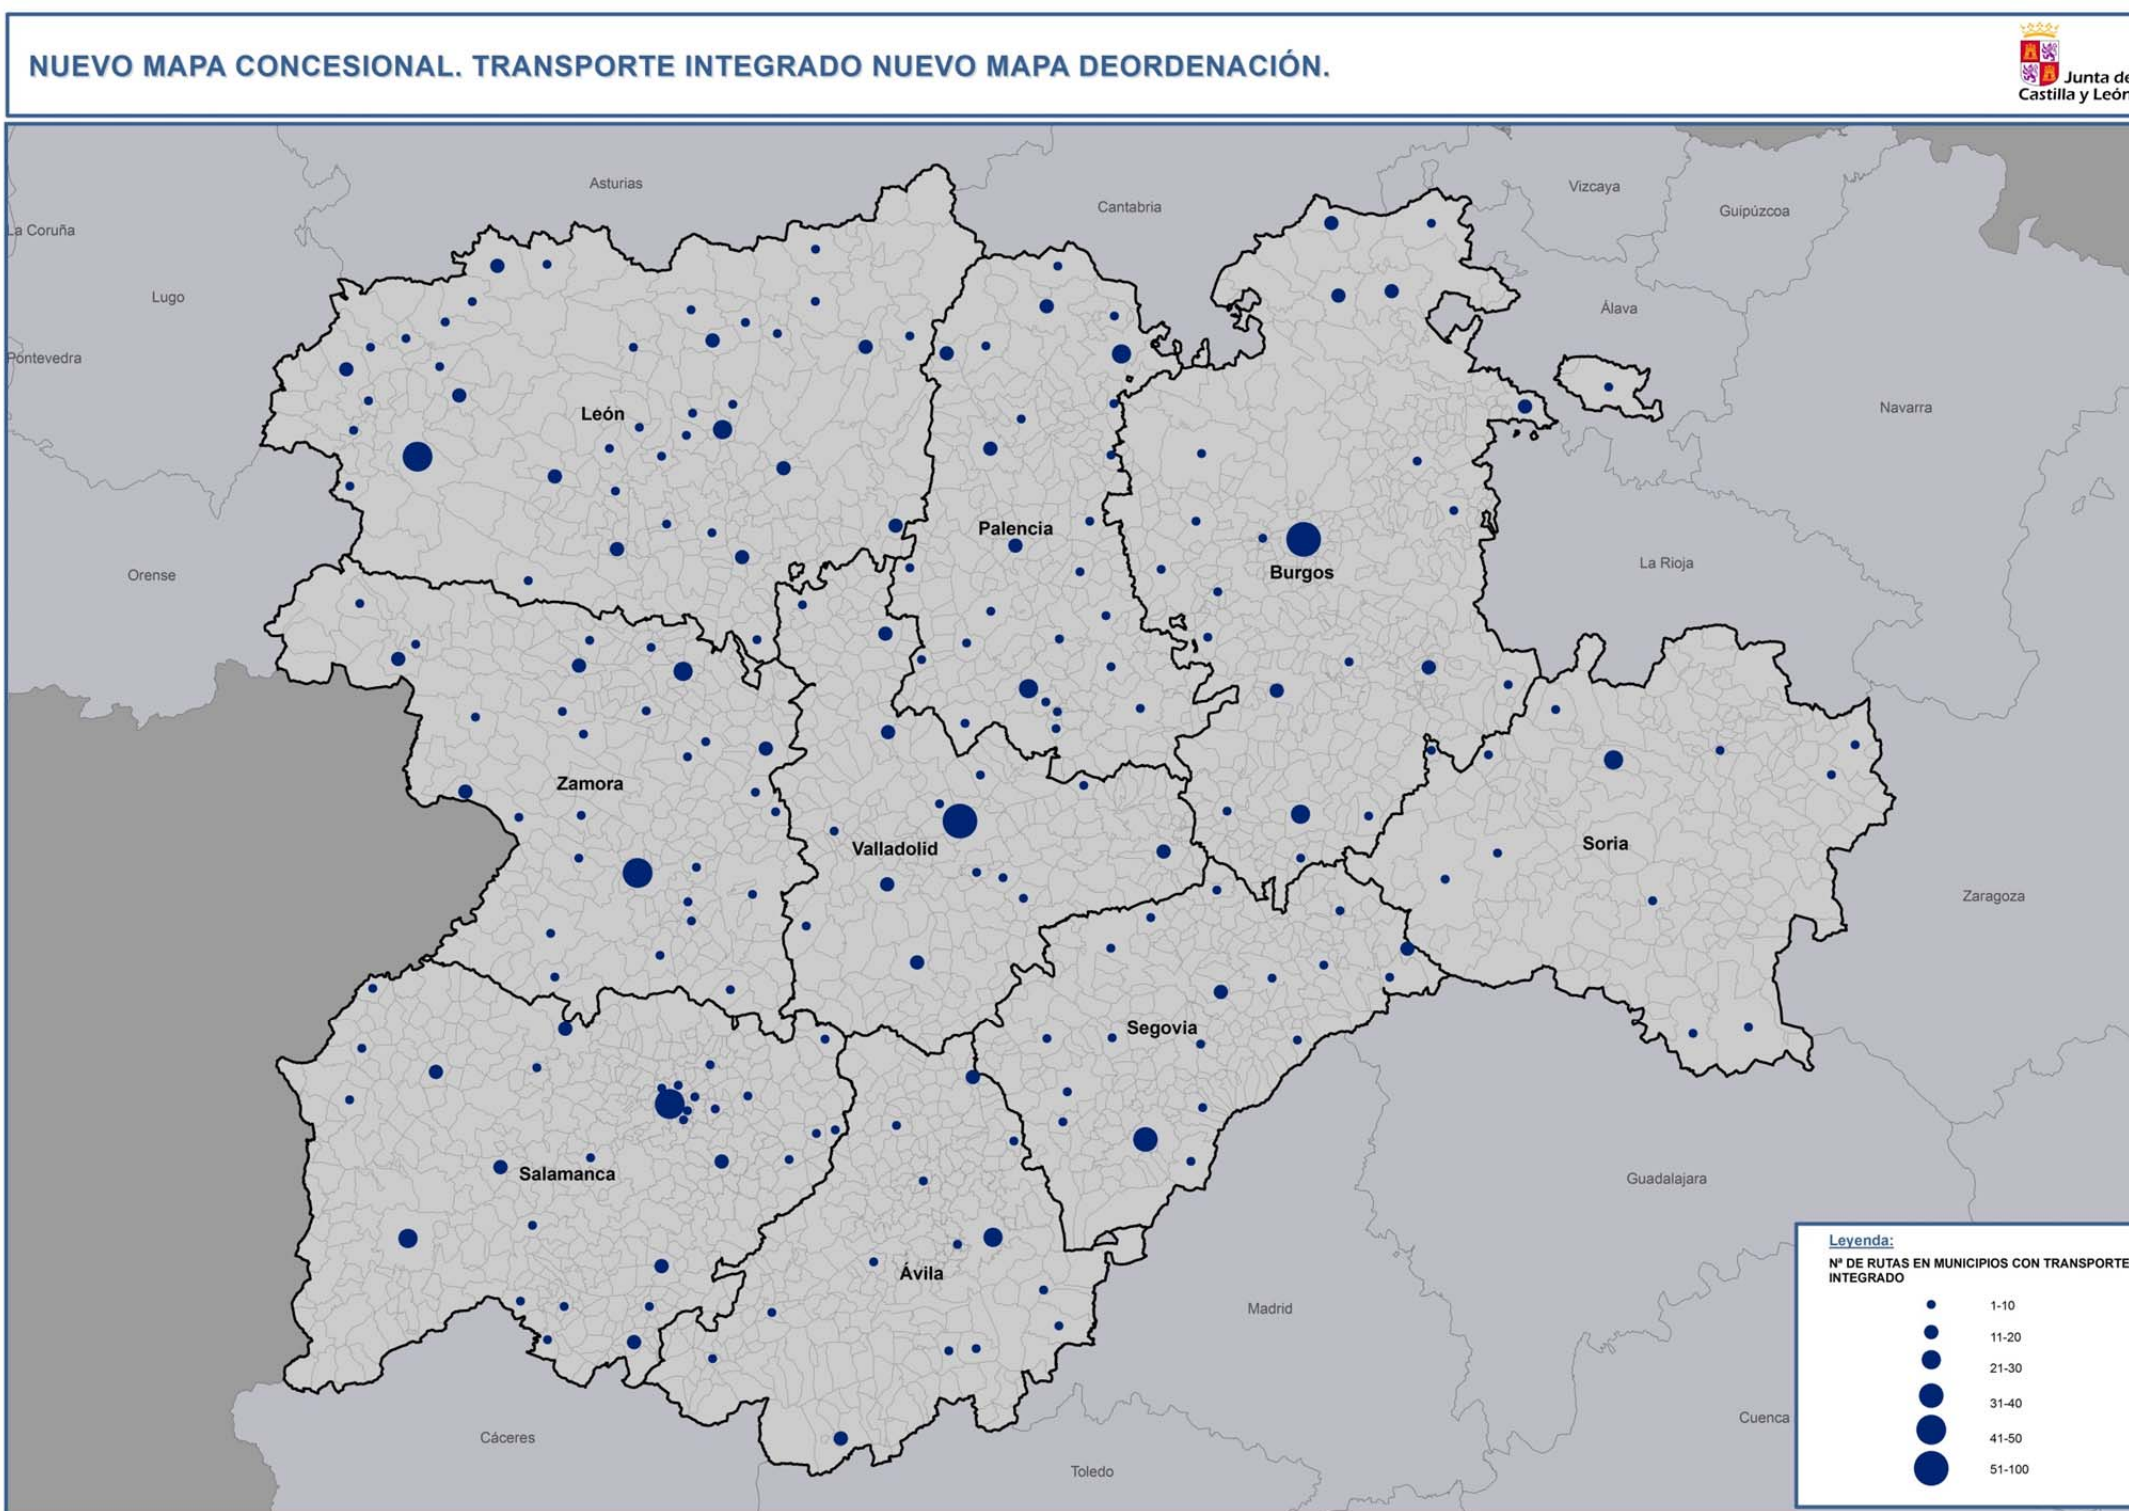 NUEVO MAPA CONCESIONAL. TRANSPORTE INTEGRADO NUEVO MAPA DEORDENACIÓN.
Junta de
Castilla y León
Asturias
Cantabria
Vizcaya
Guipúzcoa
La Coruña
Lugo
Álava
Pontevedra
León
Navarra
Palencia
Burgos
La Rioja
Orense
Zamora
Valladolid
Soria
Zaragoza
Segovia
Salamanca
Guadalajara
Ávila
Madrid
Cáceres
Toledo
Cuenca
Leyenda:
Nª DE RUTAS EN MUNICIPIOS CON TRANSPORTE
INTEGRADO
1-10
11-20
21-30
31-40
41-50
51-100